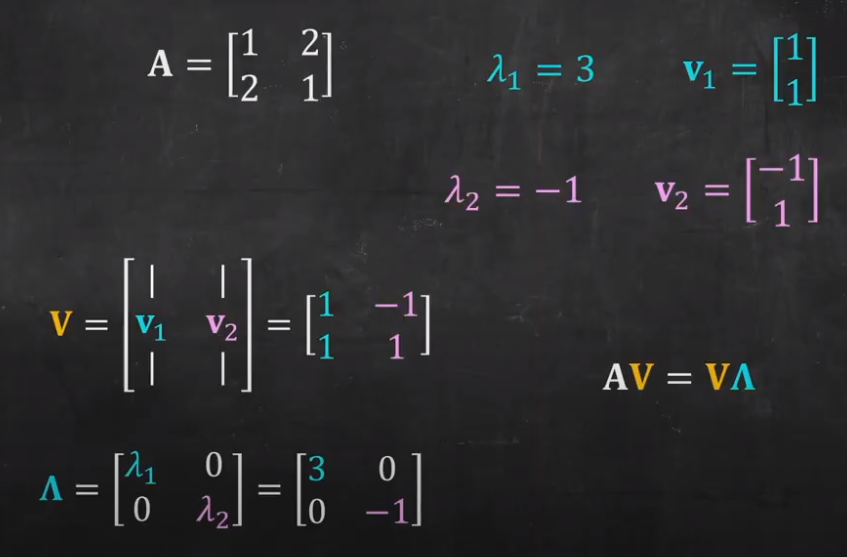 A = [1 2; 2 1]
λ₁ = 3
v₁ = [1; 1]
λ₂ = −1
v₂ = [−1; 1]
V = [| |; v₁ v₂; | |] = [1 −1; 1 1]
AV = VΛ
Λ = [λ₁ 0; 0 λ₂] = [3 0; 0 −1]